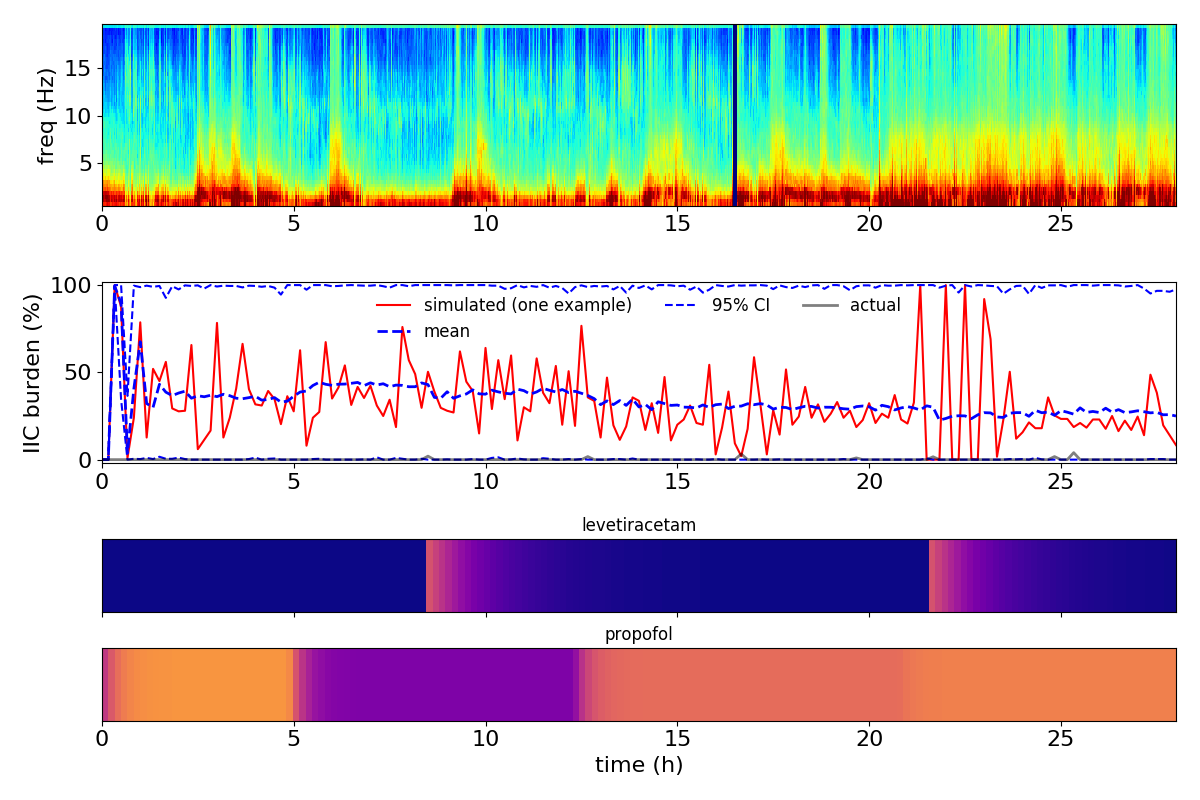 freq (Hz)
15
10
5
0 5 10 15 20 25
IIC burden (%)
100
50
0
simulated (one example) 95% CI actual
mean
0 5 10 15 20 25
levetiracetam
propofol
0 5 10 15 20 25
time (h)